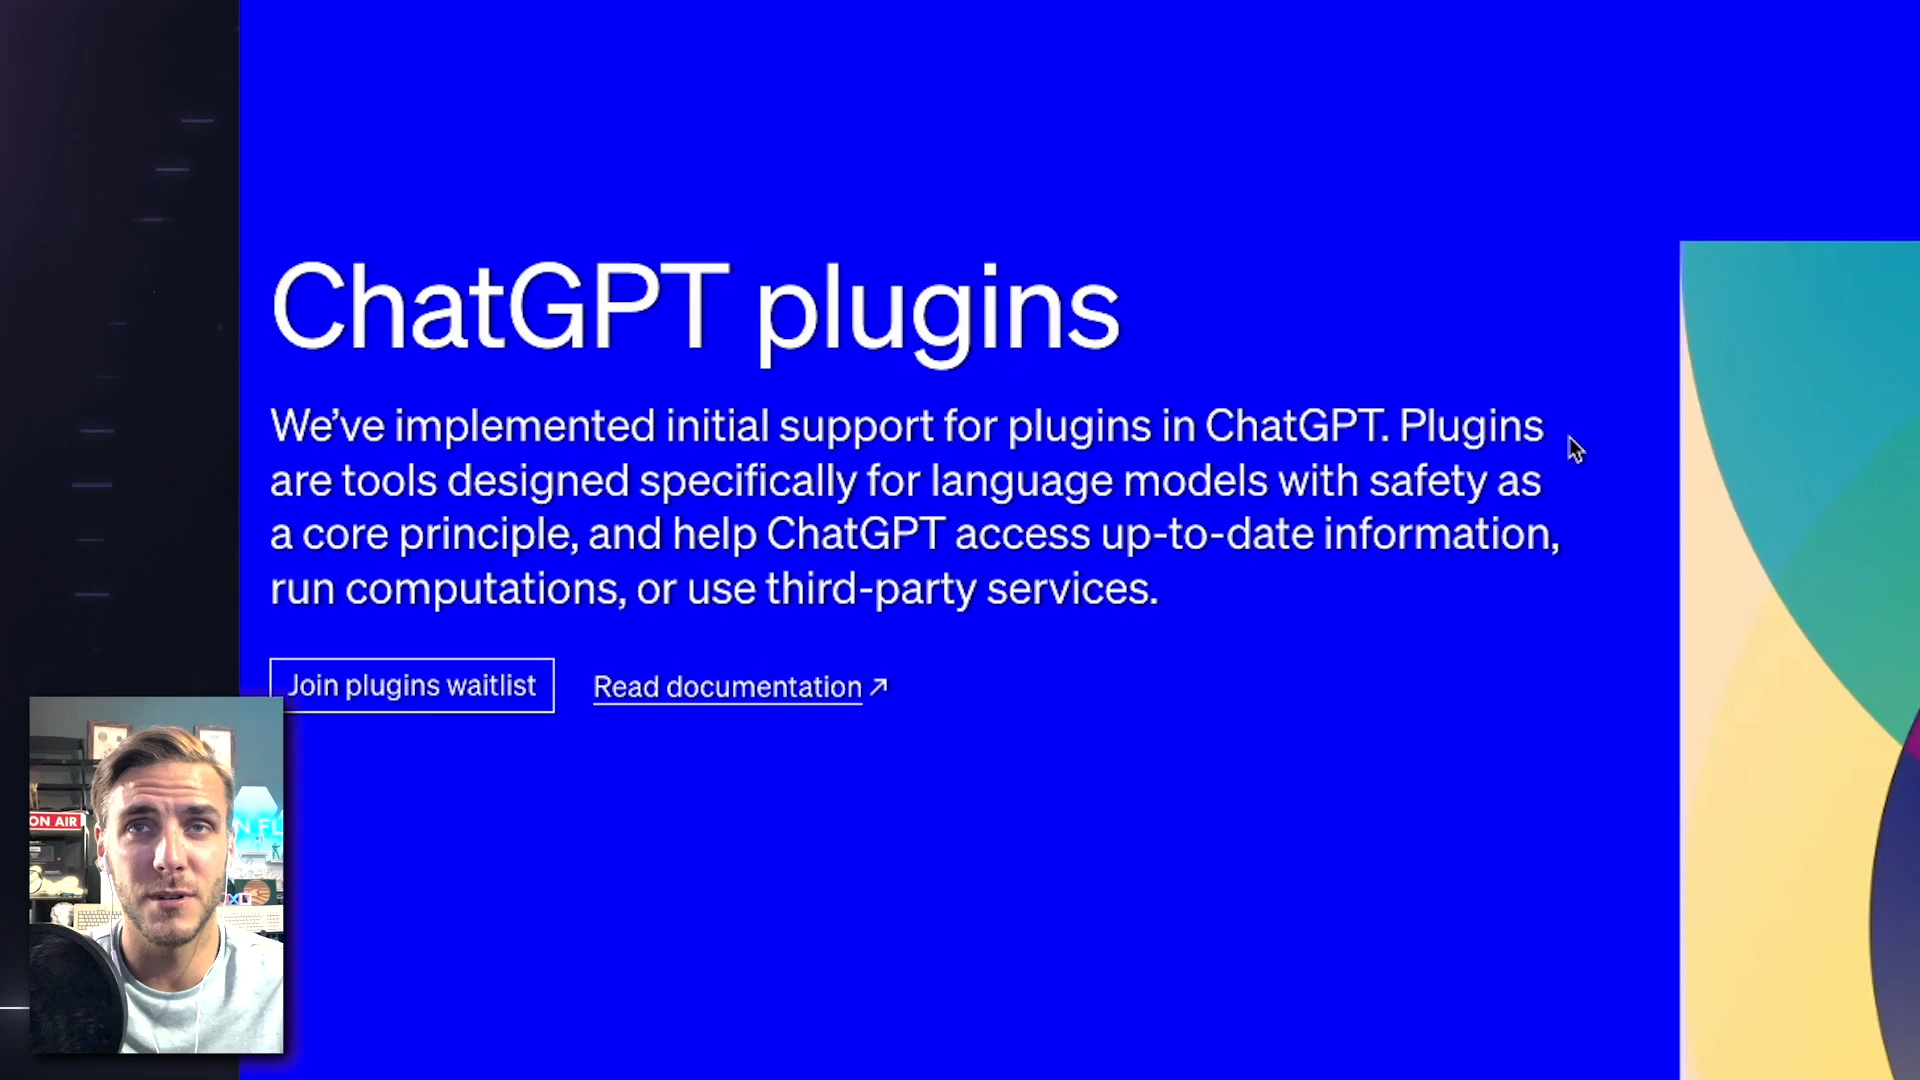 ChatGPT plugins
We’ve implemented initial support for plugins in ChatGPT. Plugins
are tools designed specifically for language models with safety as
a core principle, and help ChatGPT access up-to-date information,
run computations, or use third-party services.
Join plugins waitlist
Read documentation ↗
ON AIR
N FL